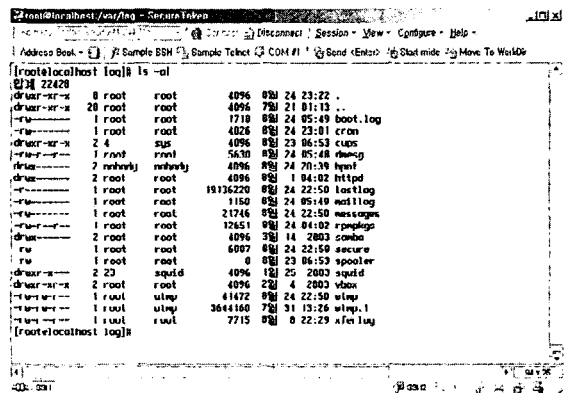 root@localhost:/var/log - SecureToken
Disconnect Session View Configure Help
Address Book Sample SSH Sample Telnet COM #1 Send <Enter> Start mide Move To WorkDir
[root@localhost log]# ls -al
합계 22428
drwxr-xr-x 8 root root 4096 8월 24 23:22 .
drwxr-xr-x 20 root root 4096 7월 21 01:13 ..
-rw------- 1 root root 1718 8월 24 05:49 boot.log
-rw------- 1 root root 4026 8월 24 23:01 cron
drwxr-xr-x 2 4 sys 4096 8월 23 06:53 cups
-rw-r--r-- 1 root root 5630 8월 24 05:48 dmesg
drwx------ 2 nobody nobody 4096 8월 24 20:39
drwx------ 2 root root 4096 8월 1 04:02 httpd
-r-------- 1 root root 19136220 8월 24 22:50 lastlog
-rw------- 1 root root 1150 8월 24 05:49 maillog
-rw------- 1 root root 21746 8월 24 22:50 messages
-rw-r--r-- 1 root root 12651 8월 24 04:02 rpmpkgs
drwx------ 2 root root 4096 3월 14 2003 samba
rw 1 root root 6007 8월 24 22:50 secure
rw 1 root root 0 8월 23 06:53 spooler
drwxr-x--- 2 23 squid 4096 1월 25 2003 squid
drwxr-xr-x 2 root root 4096 2월 4 2003 vbox
-rw-rw-r-- 1 root utmp 41472 8월 24 22:50 wtmp
-rw-rw-r-- 1 root utmp 3644160 7월 31 13:26 wtmp.1
-rw-r--r-- 1 root root 7715 8월 8 22:29 xferlog
[root@localhost log]#